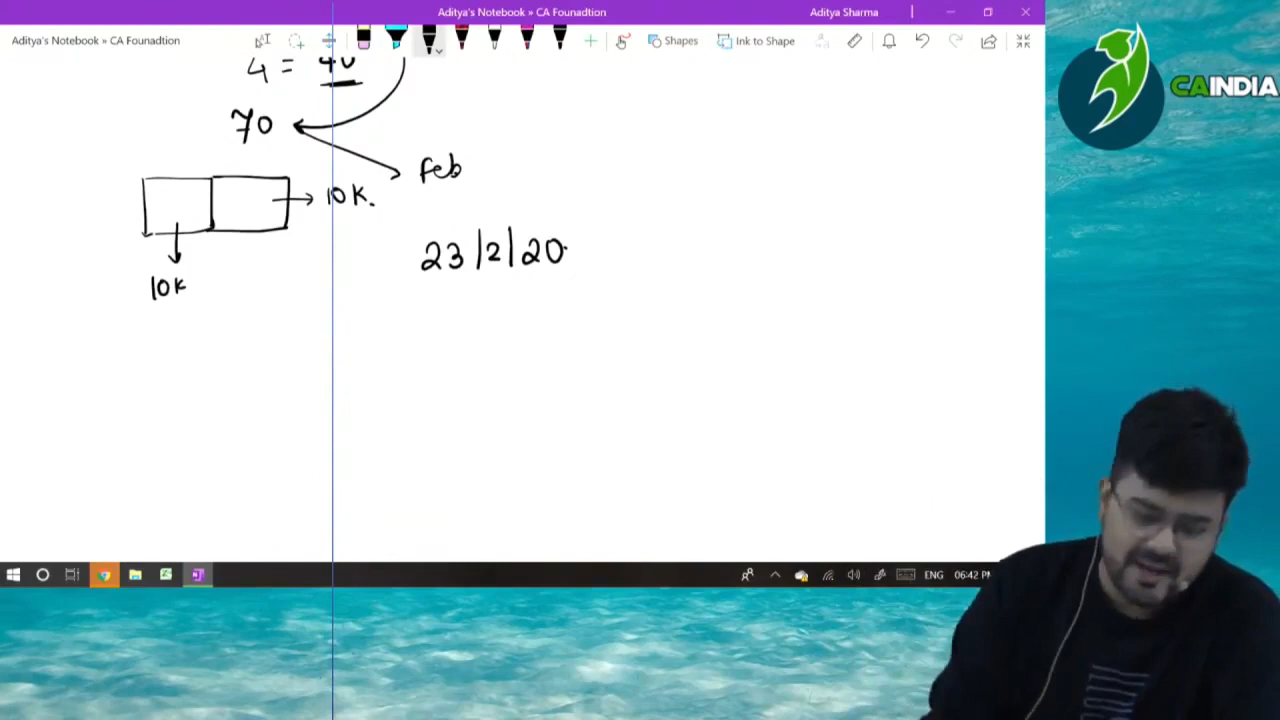 Aditya's Notebook » CA Founadtion
Aditya Sharma
CAINDIA
Aditya's Notebook » CA Founadtion
Shapes
Ink to Shape
4 = 40
70
Feb
10K.
23/2/20
10K
ENG
06:42 PM